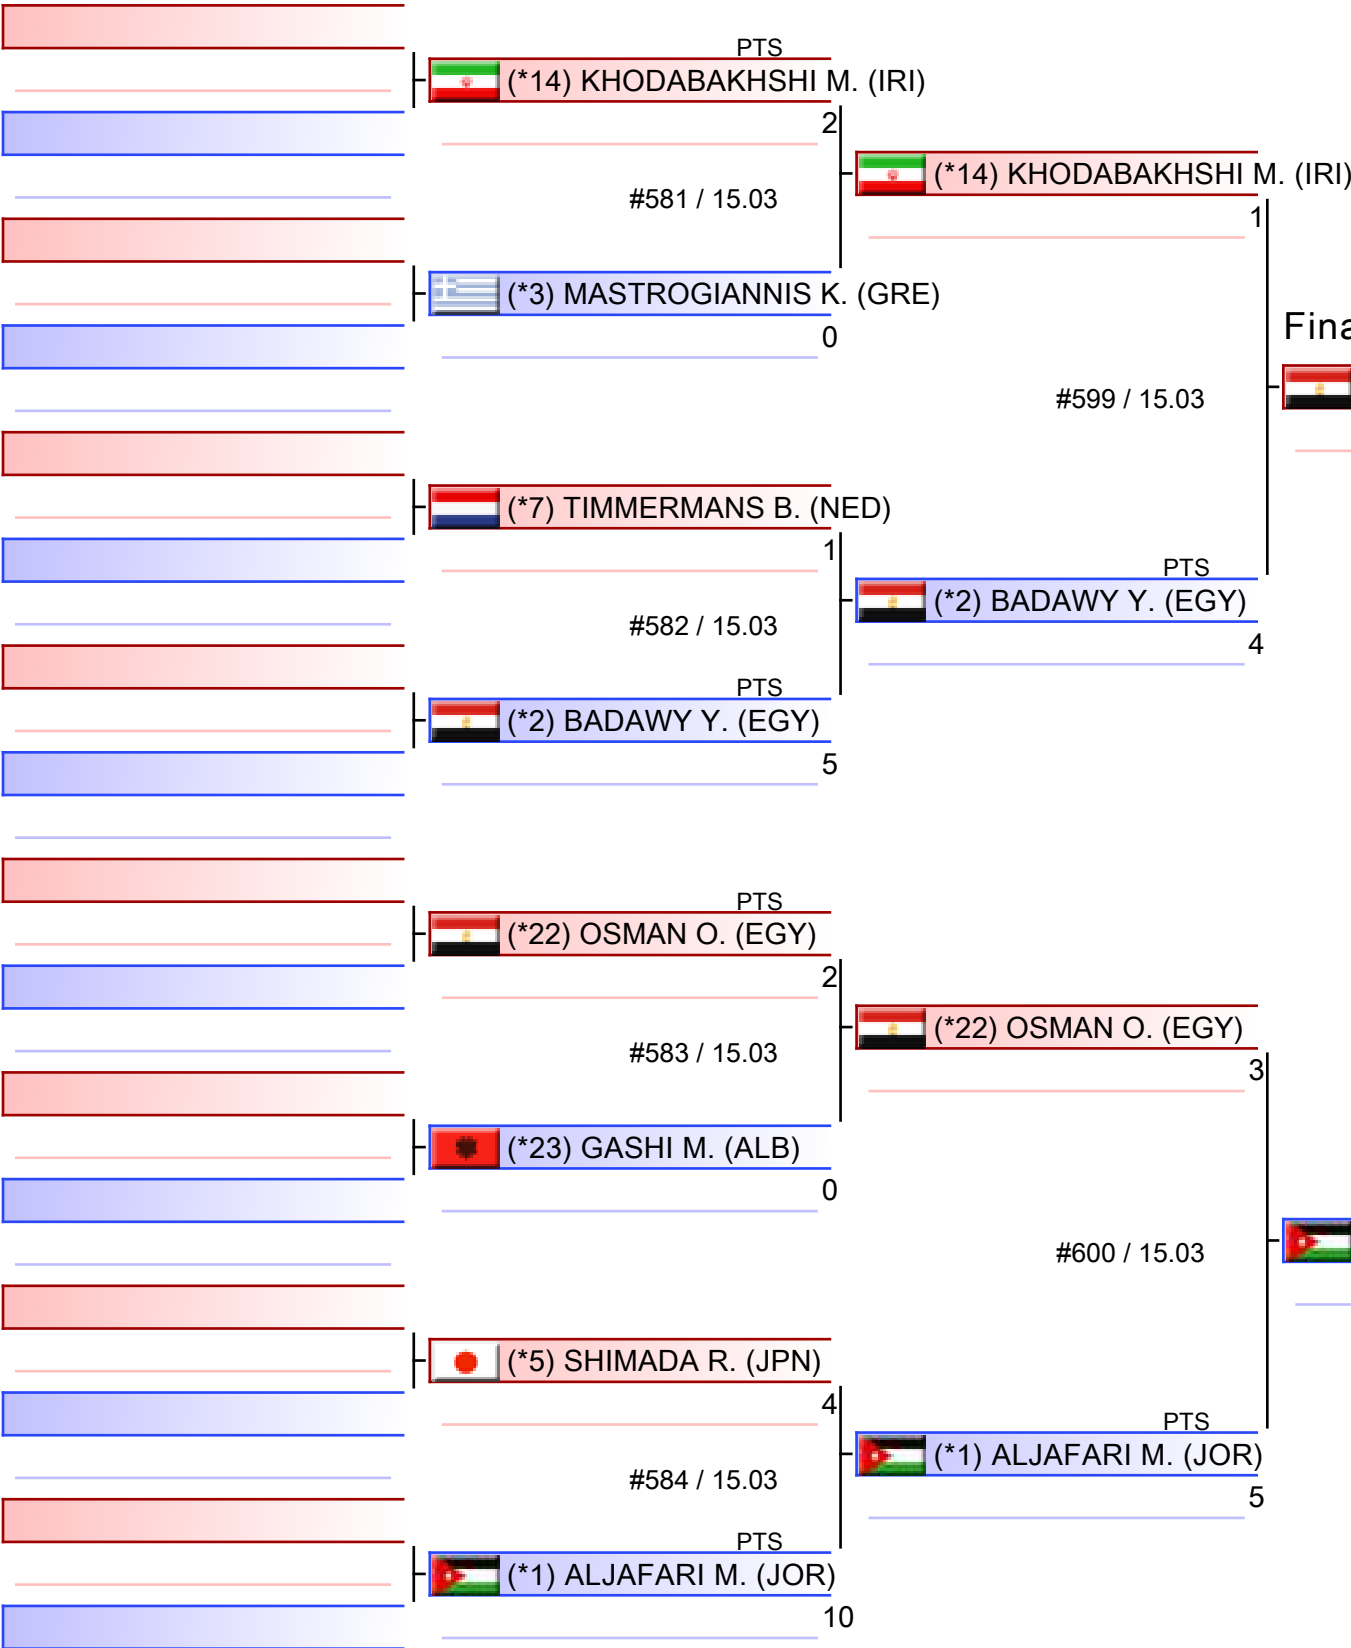 PTS
(*14) KHODABAKHSHI M. (IRI)
2
(*14) KHODABAKHSHI M. (IRI)
#581 / 15.03
1
(*3) MASTROGIANNIS K. (GRE)
Fina
0
#599 / 15.03
(*7) TIMMERMANS B. (NED)
1
PTS
(*2) BADAWY Y. (EGY)
#582 / 15.03
4
PTS
(*2) BADAWY Y. (EGY)
5
PTS
(*22) OSMAN O. (EGY)
2
(*22) OSMAN O. (EGY)
#583 / 15.03
3
(*23) GASHI M. (ALB)
0
#600 / 15.03
(*5) SHIMADA R. (JPN)
4
PTS
(*1) ALJAFARI M. (JOR)
#584 / 15.03
5
PTS
(*1) ALJAFARI M. (JOR)
10